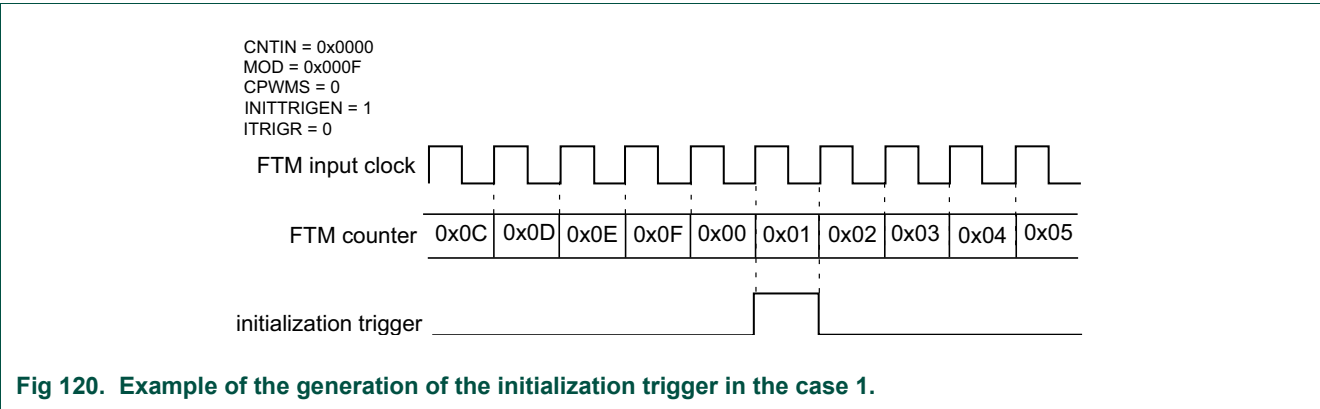 CNTIN = 0x0000
MOD = 0x000F
CPWMS = 0
INITTRIGEN = 1
ITRIGR = 0
FTM input clock
FTM counter 0x0C 0x0D 0x0E 0x0F 0x00 0x01 0x02 0x03 0x04 0x05
initialization trigger
Fig 120. Example of the generation of the initialization trigger in the case 1.